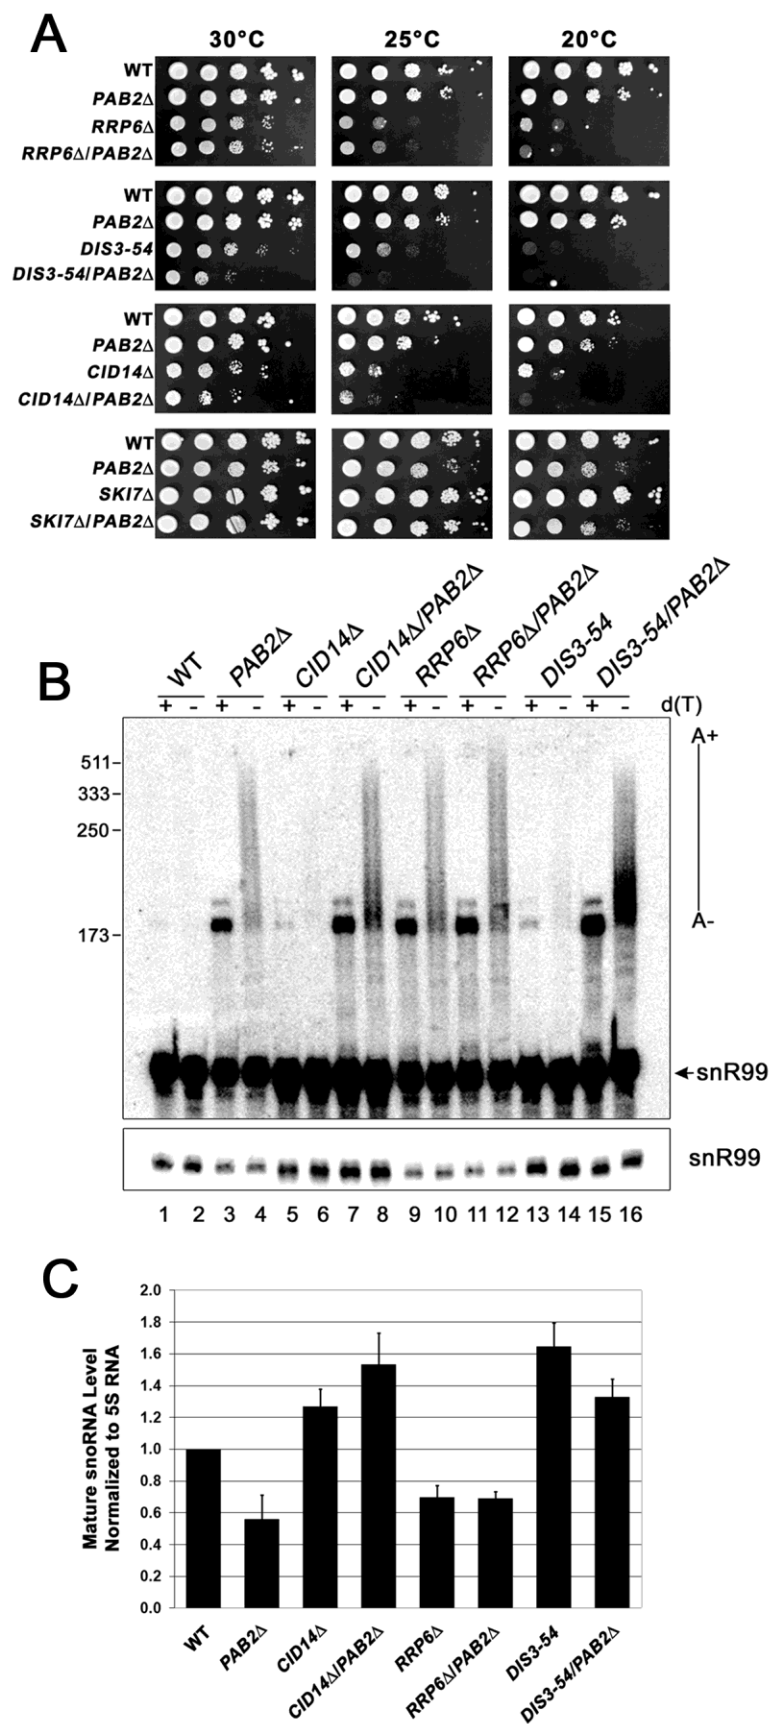 A
30°C 25°C 20°C
WT
PAB2Δ
RRP6Δ
RRP6Δ/PAB2Δ
WT
PAB2Δ
DIS3-54
DIS3-54/PAB2Δ
WT
PAB2Δ
CID14Δ
CID14Δ/PAB2Δ
WT
PAB2Δ
SKI7Δ
SKI7Δ/PAB2Δ
B
WT PAB2Δ CID14Δ CID14Δ/PAB2Δ RRP6Δ RRP6Δ/PAB2Δ DIS3-54 DIS3-54/PAB2Δ
+ - + - + - + - + - + - + - + - d(T)
A+
511-
333-
250-
A-
173-
snR99
snR99
1 2 3 4 5 6 7 8 9 10 11 12 13 14 15 16
C
Mature snoRNA Level
Normalized to 5S RNA
2.0
1.8
1.6
1.4
1.2
1.0
0.8
0.6
0.4
0.2
0.0
WT PAB2Δ CID14Δ CID14Δ/PAB2Δ RRP6Δ RRP6Δ/PAB2Δ DIS3-54 DIS3-54/PAB2Δ